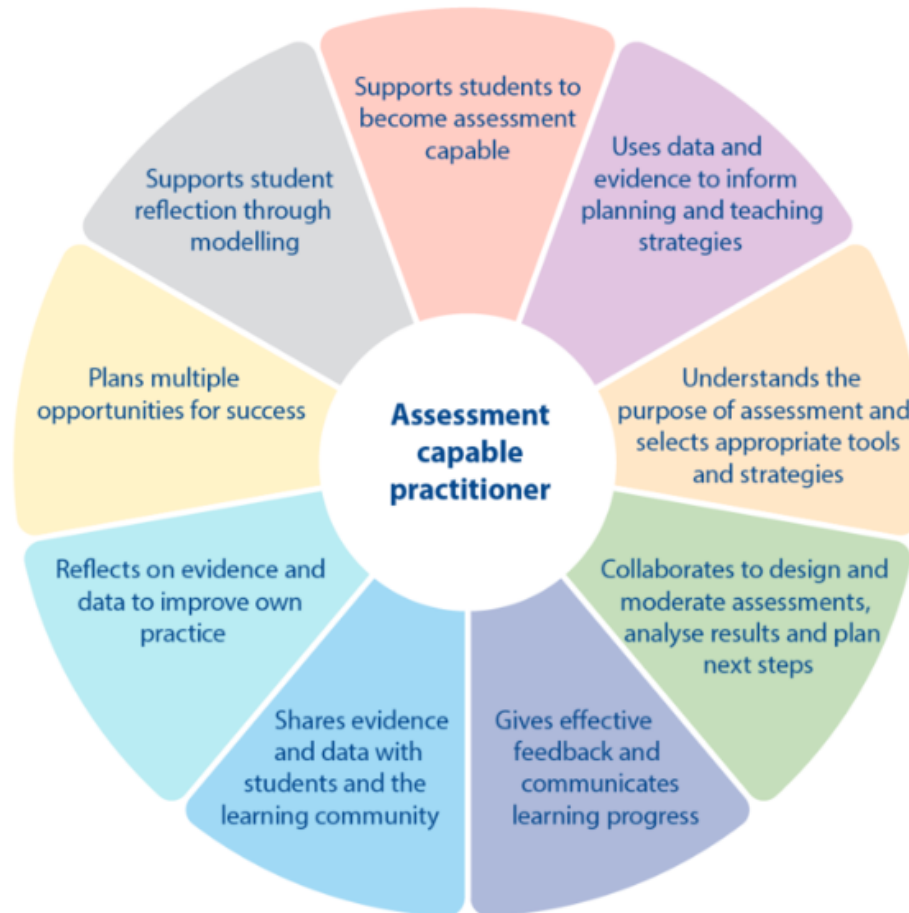 Supports students to
become assessment
capable
Uses data and
evidence to inform
planning and teaching
strategies
Understands the
purpose of assessment and
selects appropriate tools
and strategies
Collaborates to design and
moderate assessments,
analyse results and plan
next steps
Gives effective
feedback and
communicates
learning progress
Shares evidence
and data with
students and the
learning community
Reflects on evidence and
data to improve own
practice
Plans multiple
opportunities for success
Supports student
reflection through
modelling
Assessment
capable
practitioner